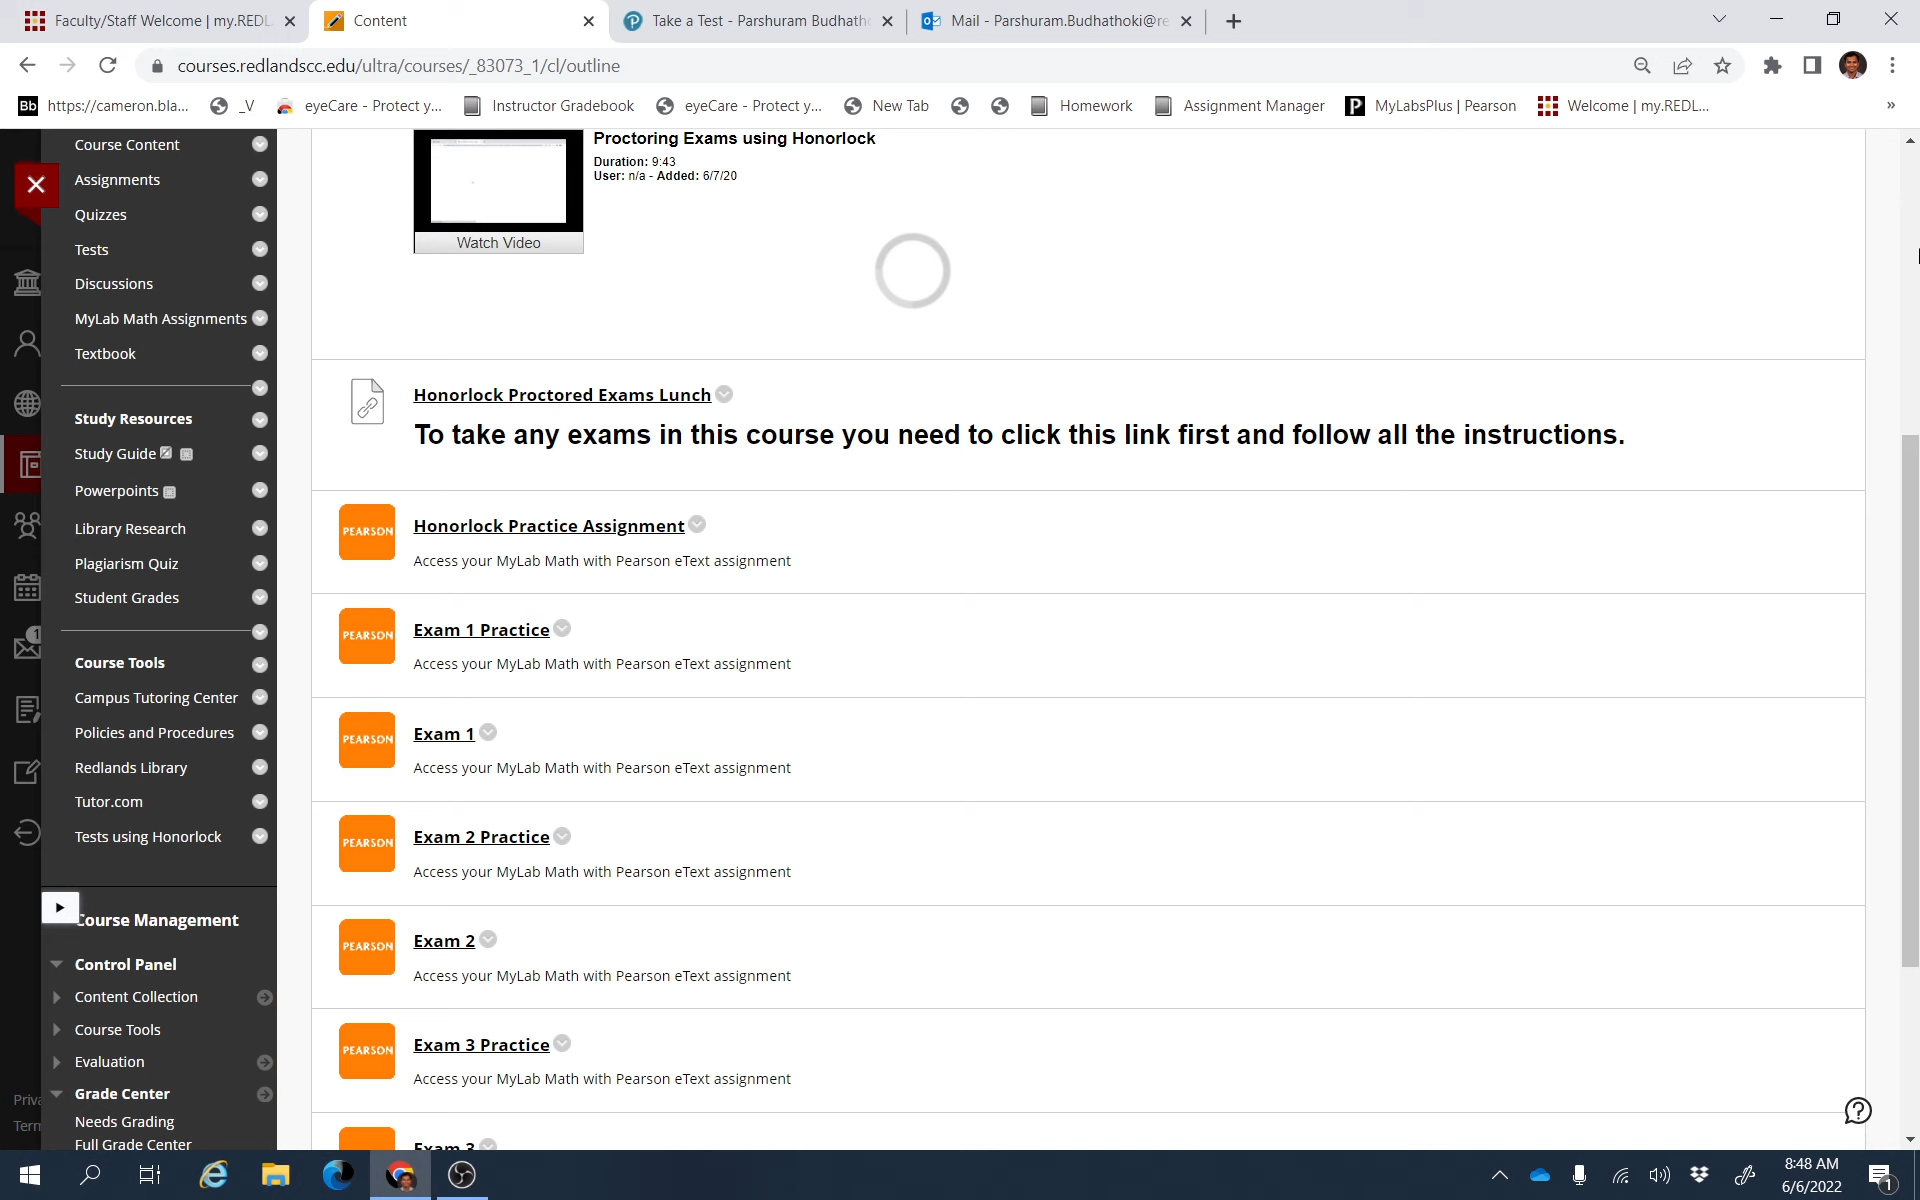 Faculty/Staff Welcome | my.REDL
Content
Take a Test - Parshuram Budhath
Mail - Parshuram.Budhathoki@re
courses.redlandscc.edu/ultra/courses/_83073_1/cl/outline
Bb https://cameron.bla...
_V
eyeCare - Protect y...
Instructor Gradebook
eyeCare - Protect y...
New Tab
Homework
Assignment Manager
MyLabsPlus | Pearson
Welcome | my.REDL...
»
Course Content
Assignments
Quizzes
Tests
Discussions
MyLab Math Assignments
Textbook
Study Resources
Study Guide
Powerpoints
Library Research
Plagiarism Quiz
Student Grades
Course Tools
Campus Tutoring Center
Policies and Procedures
Redlands Library
Tutor.com
Tests using Honorlock
Course Management
Control Panel
Content Collection
Course Tools
Evaluation
Grade Center
Needs Grading
Full Grade Center
1
Priva
Term
Proctoring Exams using Honorlock
Duration: 9:43
User: n/a - Added: 6/7/20
Watch Video
Honorlock Proctored Exams Lunch
To take any exams in this course you need to click this link first and follow all the instructions.
PEARSON
Honorlock Practice Assignment
Access your MyLab Math with Pearson eText assignment
PEARSON
Exam 1 Practice
Access your MyLab Math with Pearson eText assignment
PEARSON
Exam 1
Access your MyLab Math with Pearson eText assignment
PEARSON
Exam 2 Practice
Access your MyLab Math with Pearson eText assignment
PEARSON
Exam 2
Access your MyLab Math with Pearson eText assignment
PEARSON
Exam 3 Practice
Access your MyLab Math with Pearson eText assignment
Exam 3
8:48 AM
6/6/2022
1